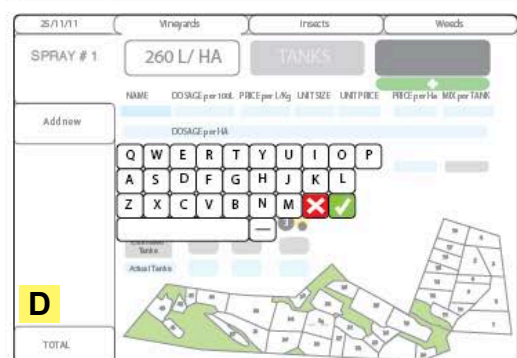 25/11/11 Vineyards Insects Weeds
SPRAY # 1 260 L/ HA TANKS
NAME DOSAGE per 100L PRICE per L/Kg UNIT SIZE UNIT PRICE PRICE per Ha MIX per TANK
Add new
DOSAGE per HA
Q W E R T Y U I O P
A S D F G H J K L
Z X C V B N M
Tanks
Actual Tanks
D
TOTAL